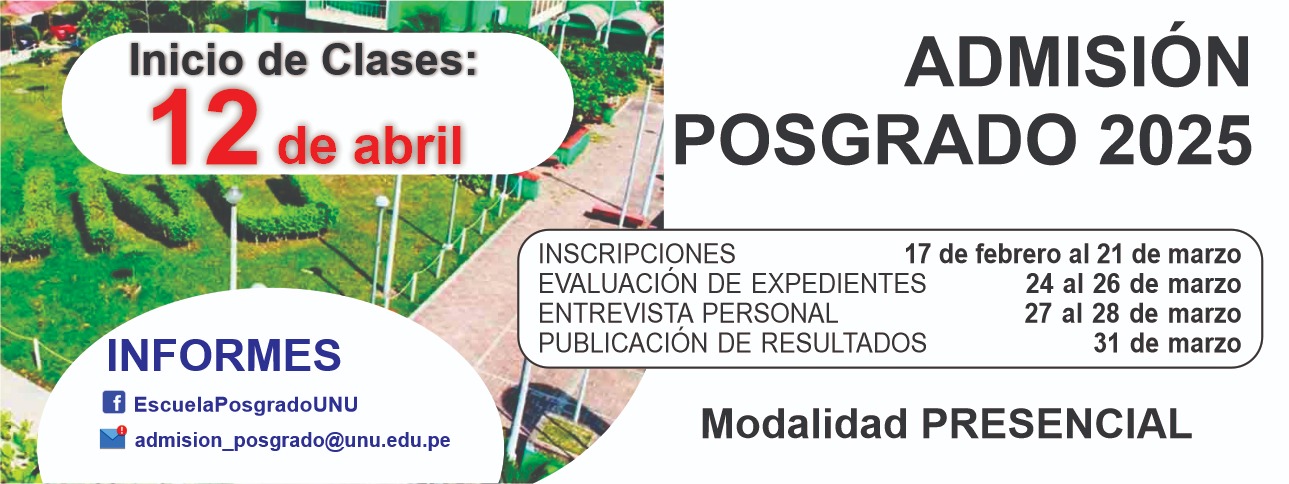 Inicio de Clases:
12 de abril
ADMISIÓN
POSGRADO 2025
INSCRIPCIONES 17 de febrero al 21 de marzo
EVALUACIÓN DE EXPEDIENTES 24 al 26 de marzo
ENTREVISTA PERSONAL 27 al 28 de marzo
PUBLICACIÓN DE RESULTADOS 31 de marzo
INFORMES
EscuelaPosgradoUNU
admision_posgrado@unu.edu.pe
Modalidad PRESENCIAL